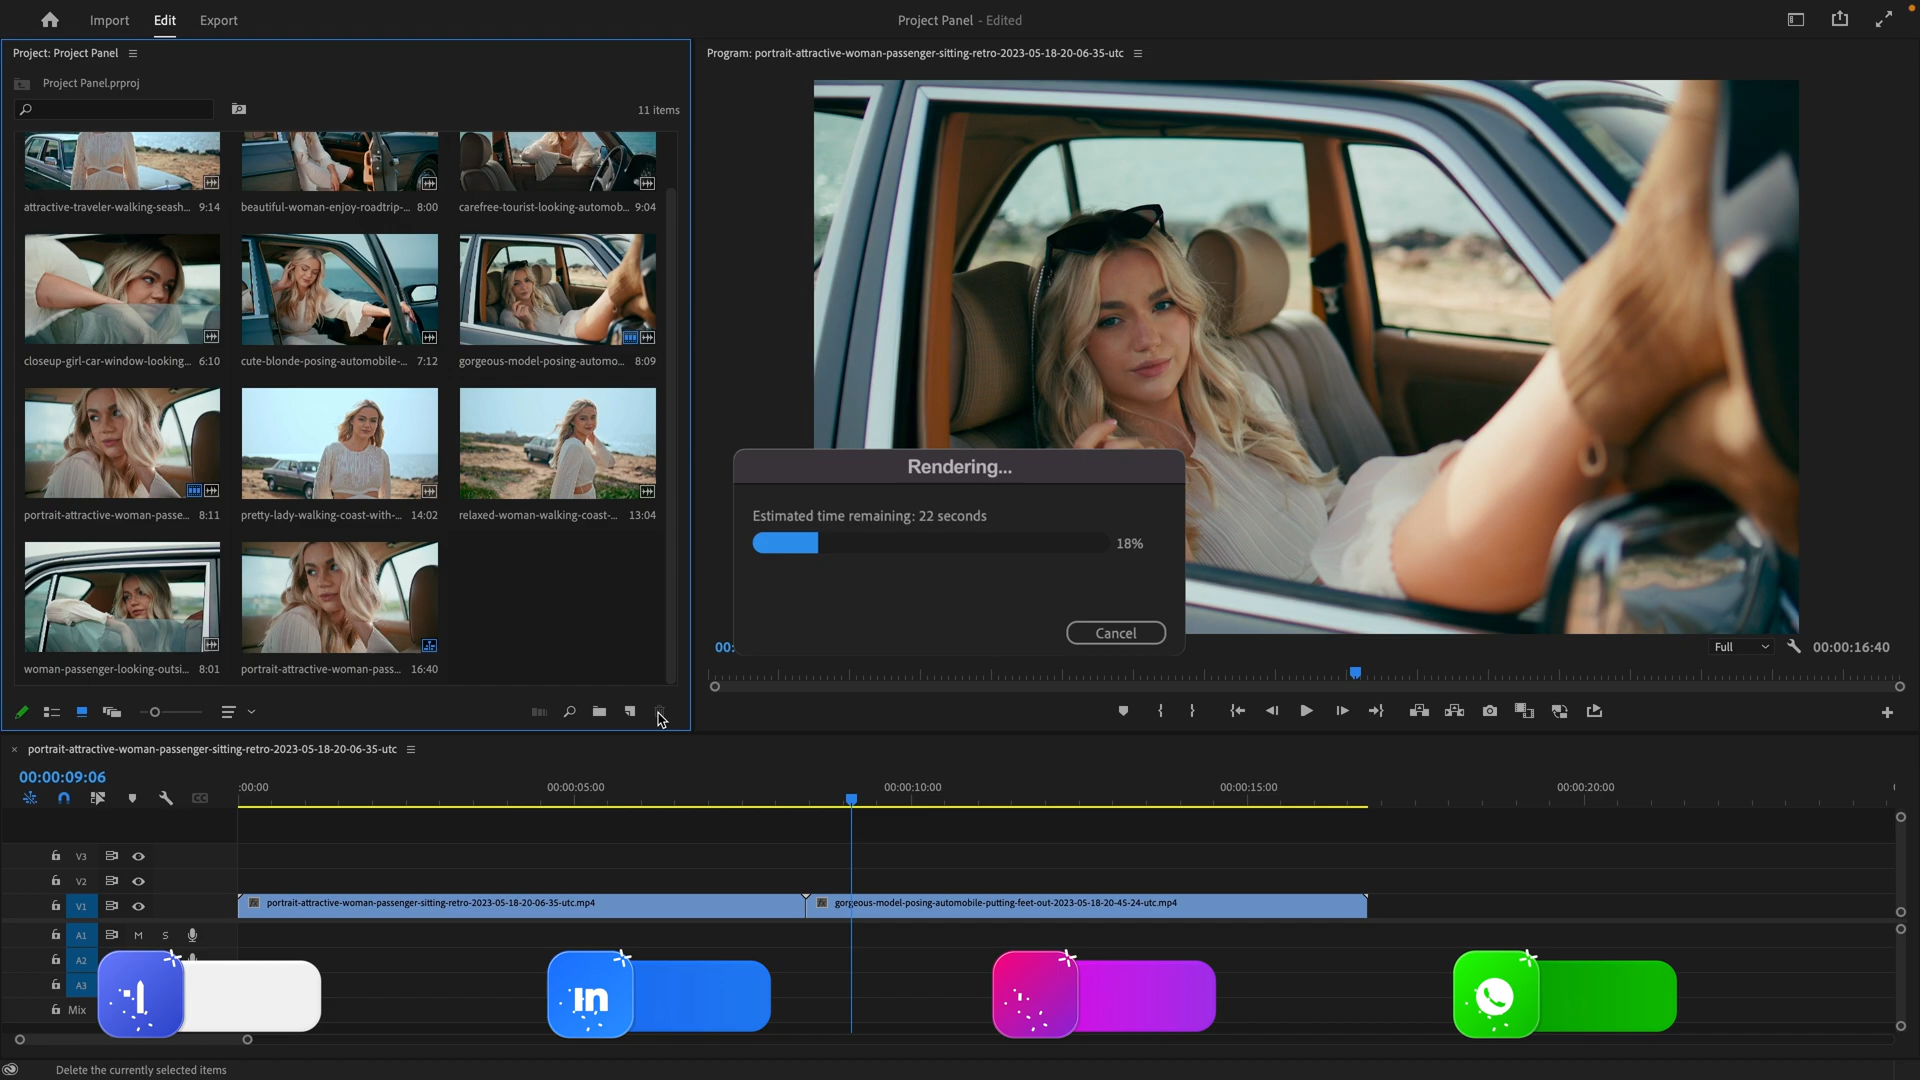 Import
Edit
Export
Project Panel - Edited
Project: Project Panel
Project Panel.prproj
11 items
attractive-traveler-walking-seash... 9:14
beautiful-woman-enjoy-roadtrip-... 8:00
carefree-tourist-looking-automob... 9:04
closeup-girl-car-window-looking... 6:10
cute-blonde-posing-automobile-... 7:12
gorgeous-model-posing-automo... 8:09
portrait-attractive-woman-passe... 8:11
pretty-lady-walking-coast-with-... 14:02
relaxed-woman-walking-coast-... 13:04
woman-passenger-looking-outsi... 8:01
portrait-attractive-woman-pass... 16:40
Program: portrait-attractive-woman-passenger-sitting-retro-2023-05-18-20-06-35-utc
Rendering...
Estimated time remaining: 22 seconds
18%
Cancel
00:
Full
00:00:16:40
portrait-attractive-woman-passenger-sitting-retro-2023-05-18-20-06-35-utc
00:00:09:06
:00:00
00:00:05:00
00:00:10:00
00:00:15:00
00:00:20:00
CC
V3
V2
V1
portrait-attractive-woman-passenger-sitting-retro-2023-05-18-20-06-35-utc.mp4
gorgeous-model-posing-automobile-putting-feet-out-2023-05-18-20-45-24-utc.mp4
A1 M S
A2
A3
Mix
in
Delete the currently selected items